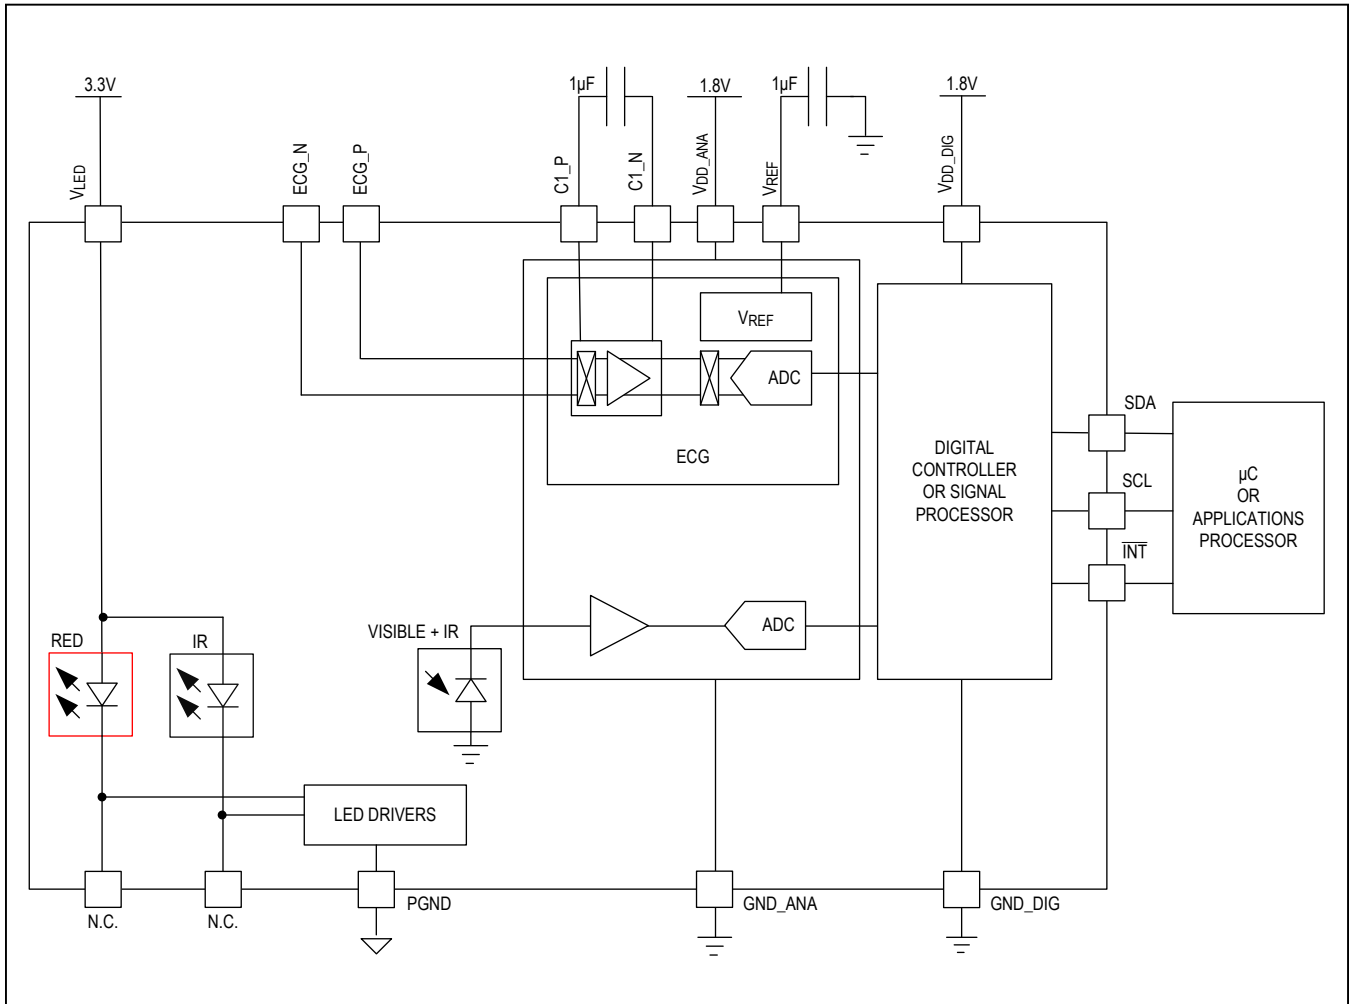 3.3V
1µF
1.8V
1µF
1.8V
VLED
ECG_N
ECG_P
C1_P
C1_N
VDD_ANA
VREF
VDD_DIG
VREF
ADC
ECG
DIGITAL
CONTROLLER
OR SIGNAL
PROCESSOR
SDA
SCL
INT
µC
OR
APPLICATIONS
PROCESSOR
RED
IR
VISIBLE + IR
ADC
LED DRIVERS
N.C.
N.C.
PGND
GND_ANA
GND_DIG